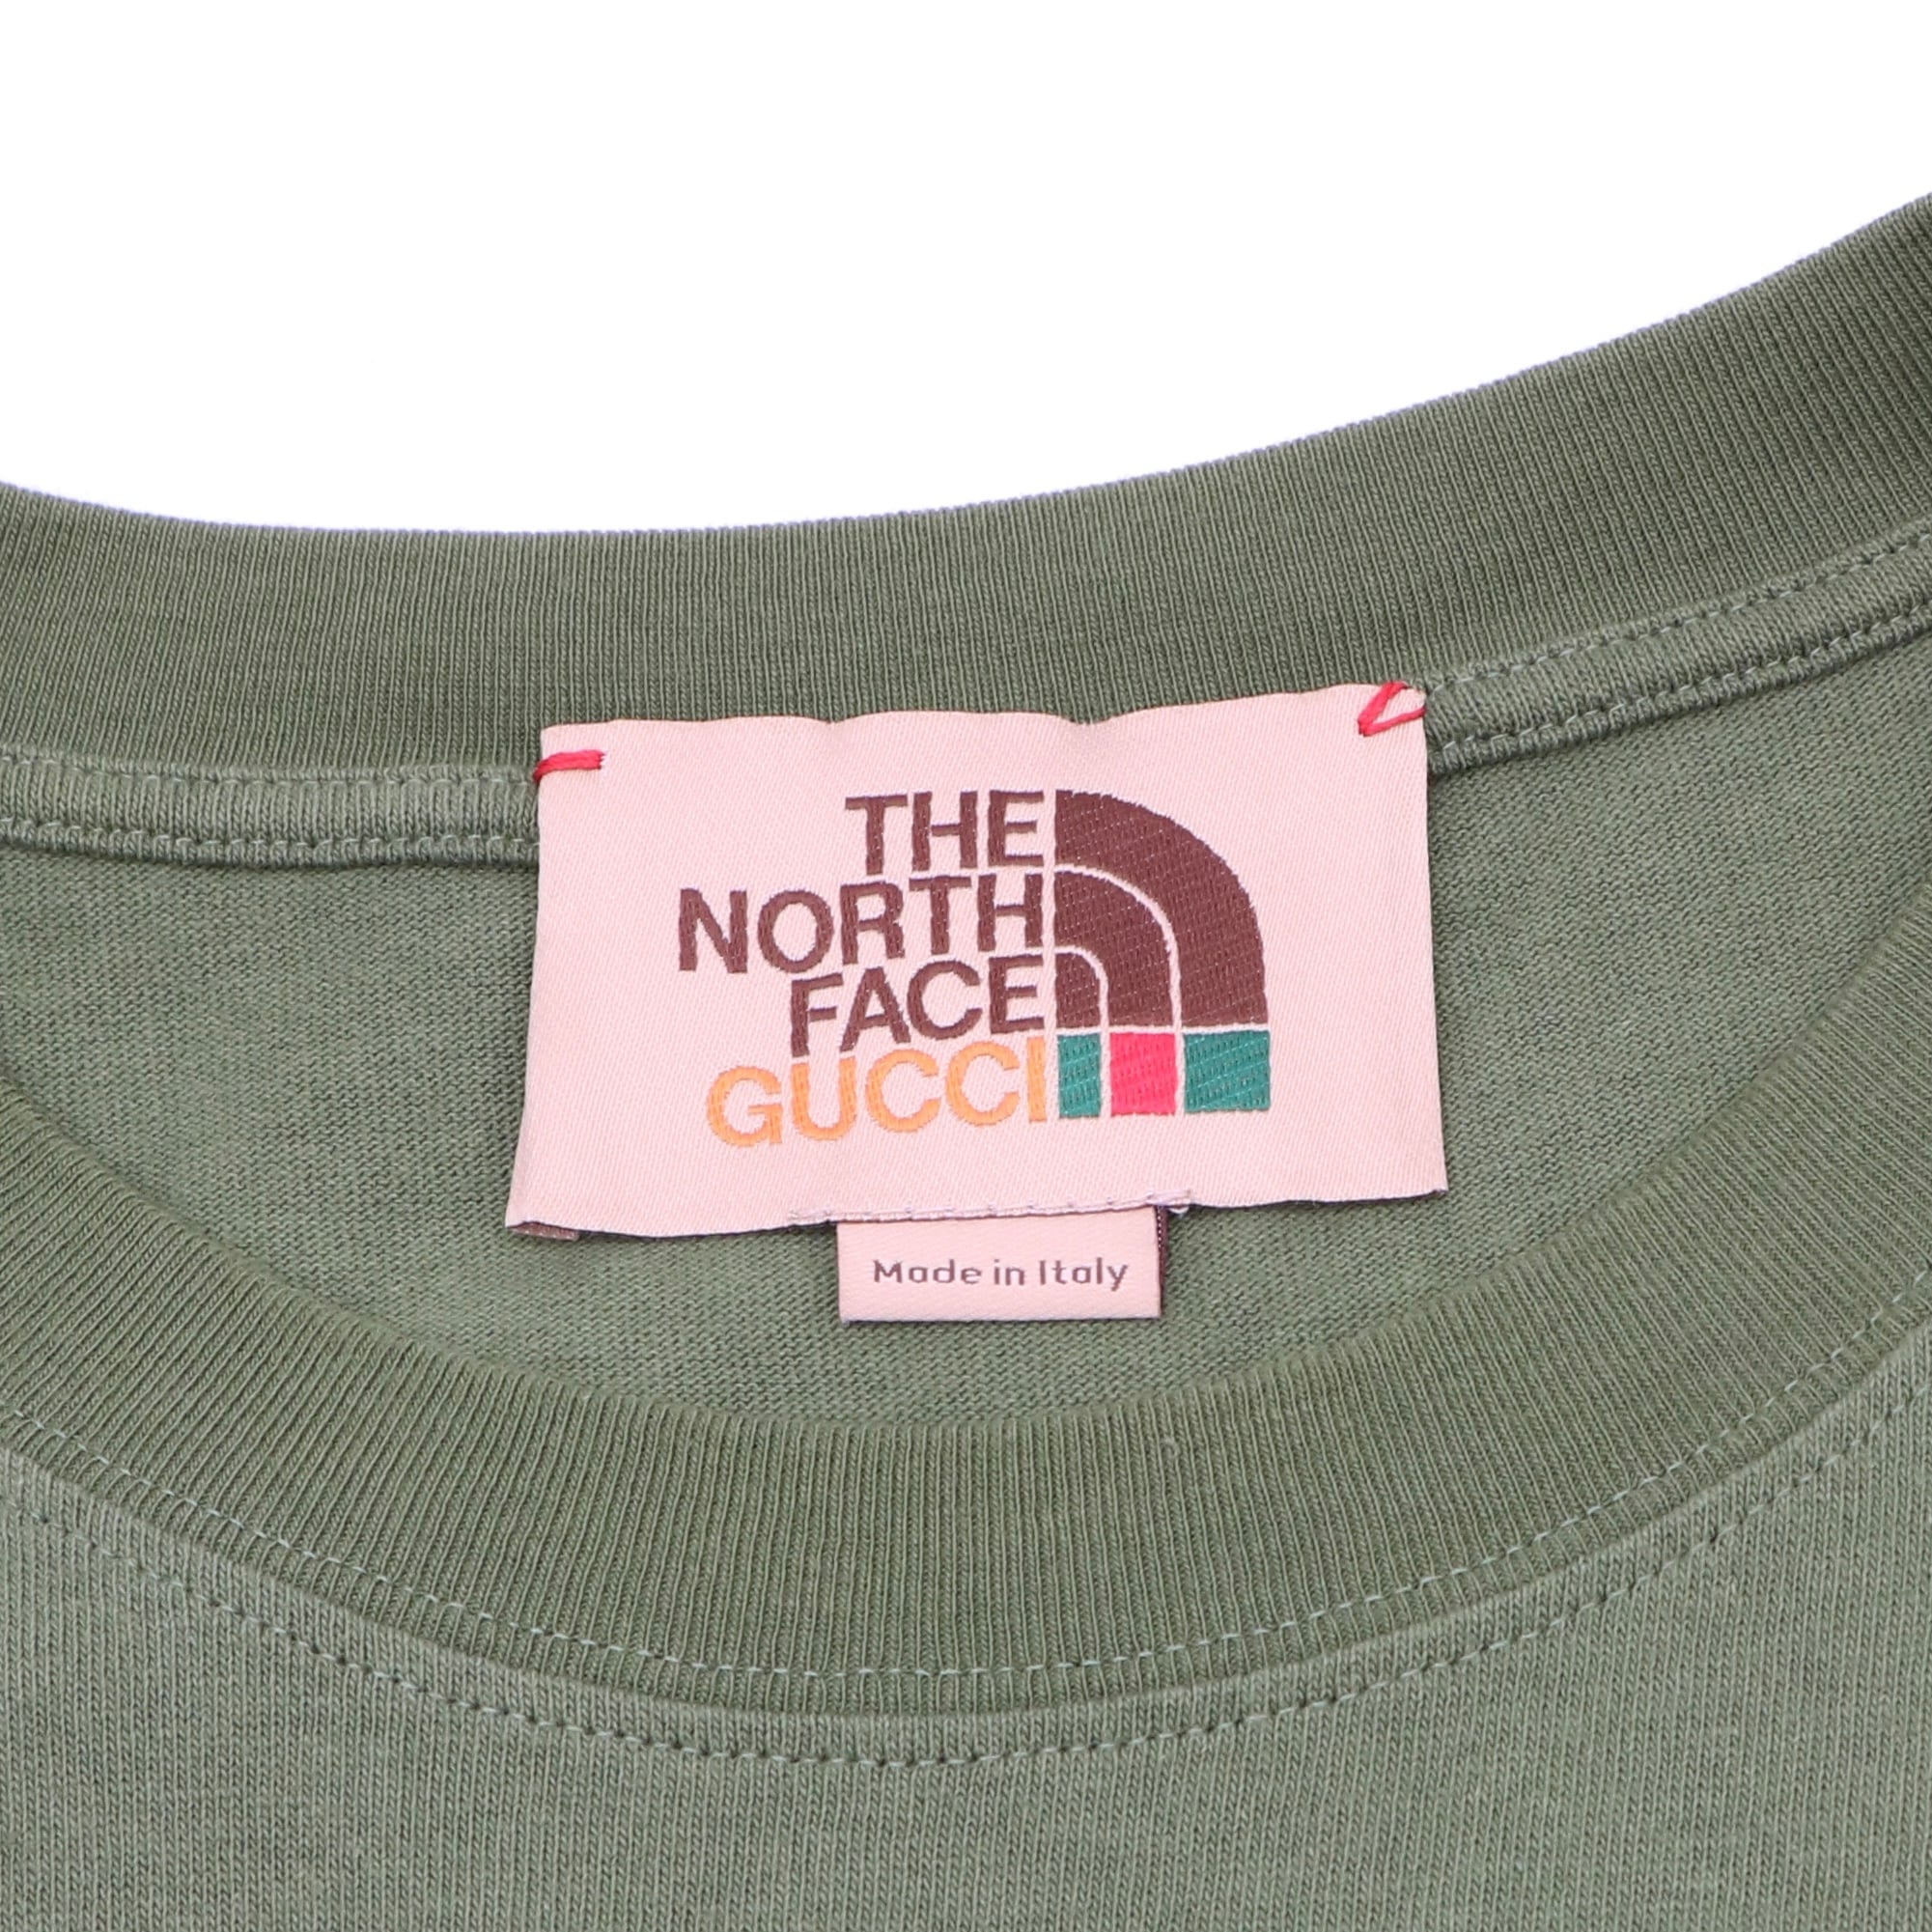 THE
NORTH
FACE
GUCCI
Made in Italy